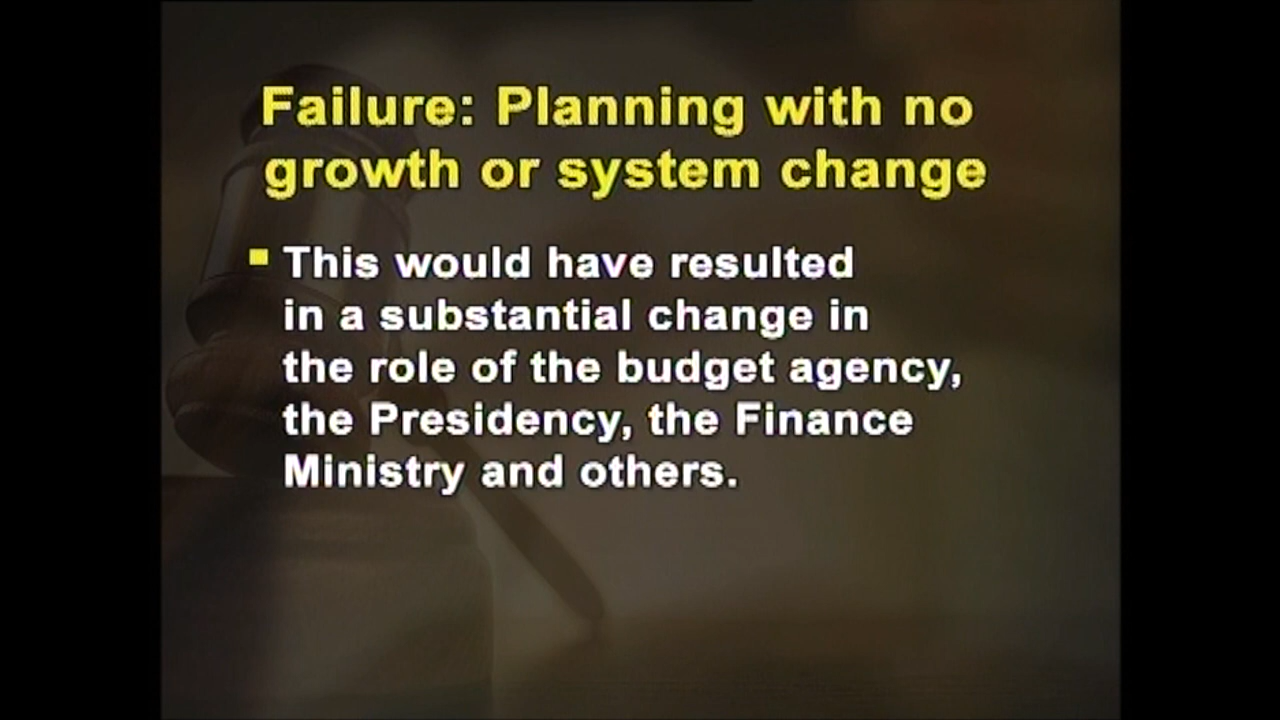 Failure: Planning with no
growth or system change
This would have resulted
in a substantial change in
the role of the budget agency,
the Presidency, the Finance
Ministry and others.